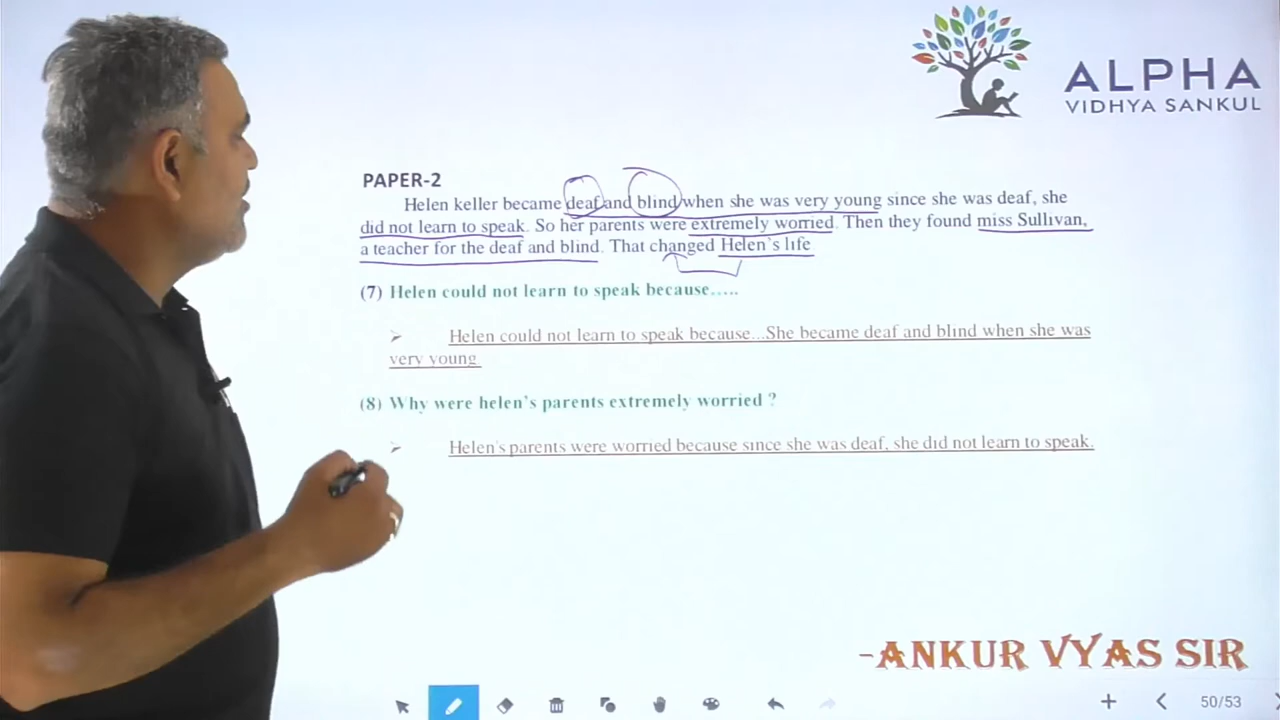 ALPHA
VIDHYA SANKUL
PAPER-2
Helen keller became deaf and blind when she was very young since she was deaf, she
did not learn to speak. So her parents were extremely worried. Then they found miss Sullivan,
a teacher for the deaf and blind. That changed Helen's life
(7) Helen could not learn to speak because…..
➢ Helen could not learn to speak because...She became deaf and blind when she was
very young
(8) Why were helen's parents extremely worried ?
➢ Helen's parents were worried because since she was deaf, she did not learn to speak.
-ANKUR VYAS SIR
50/53